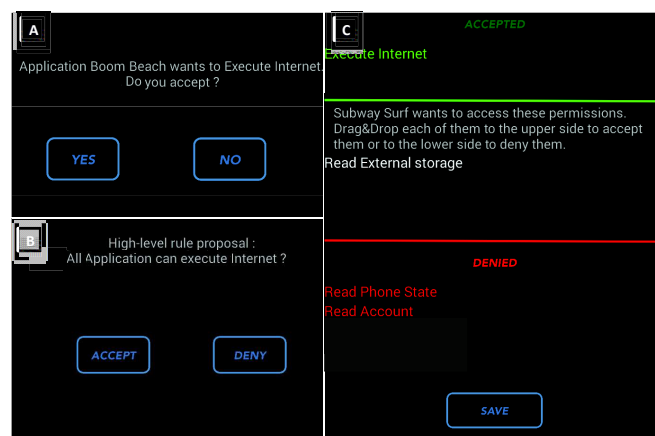 A
Application Boom Beach wants to Execute Internet.
Do you accept ?
YES
NO
B
High-level rule proposal :
All Application can execute Internet ?
ACCEPT
DENY
C
ACCEPTED
Execute Internet
Subway Surf wants to access these permissions.
Drag&Drop each of them to the upper side to accept
them or to the lower side to deny them.
Read External storage
DENIED
Read Phone State
Read Account
SAVE